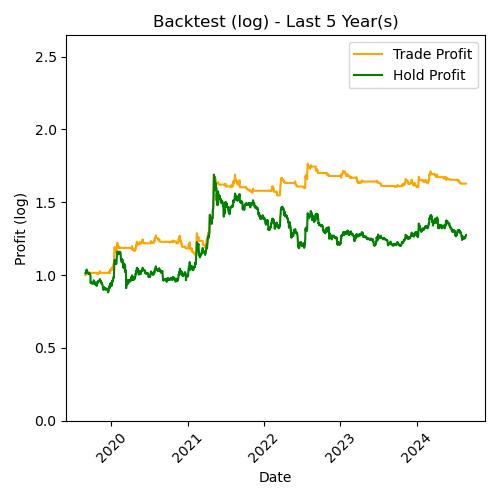 Backtest (log) - Last 5 Year(s)
Trade Profit
Hold Profit
Profit (log)
2.5
2.0
1.5
1.0
0.5
0.0
2020
2021
2022
2023
2024
Date